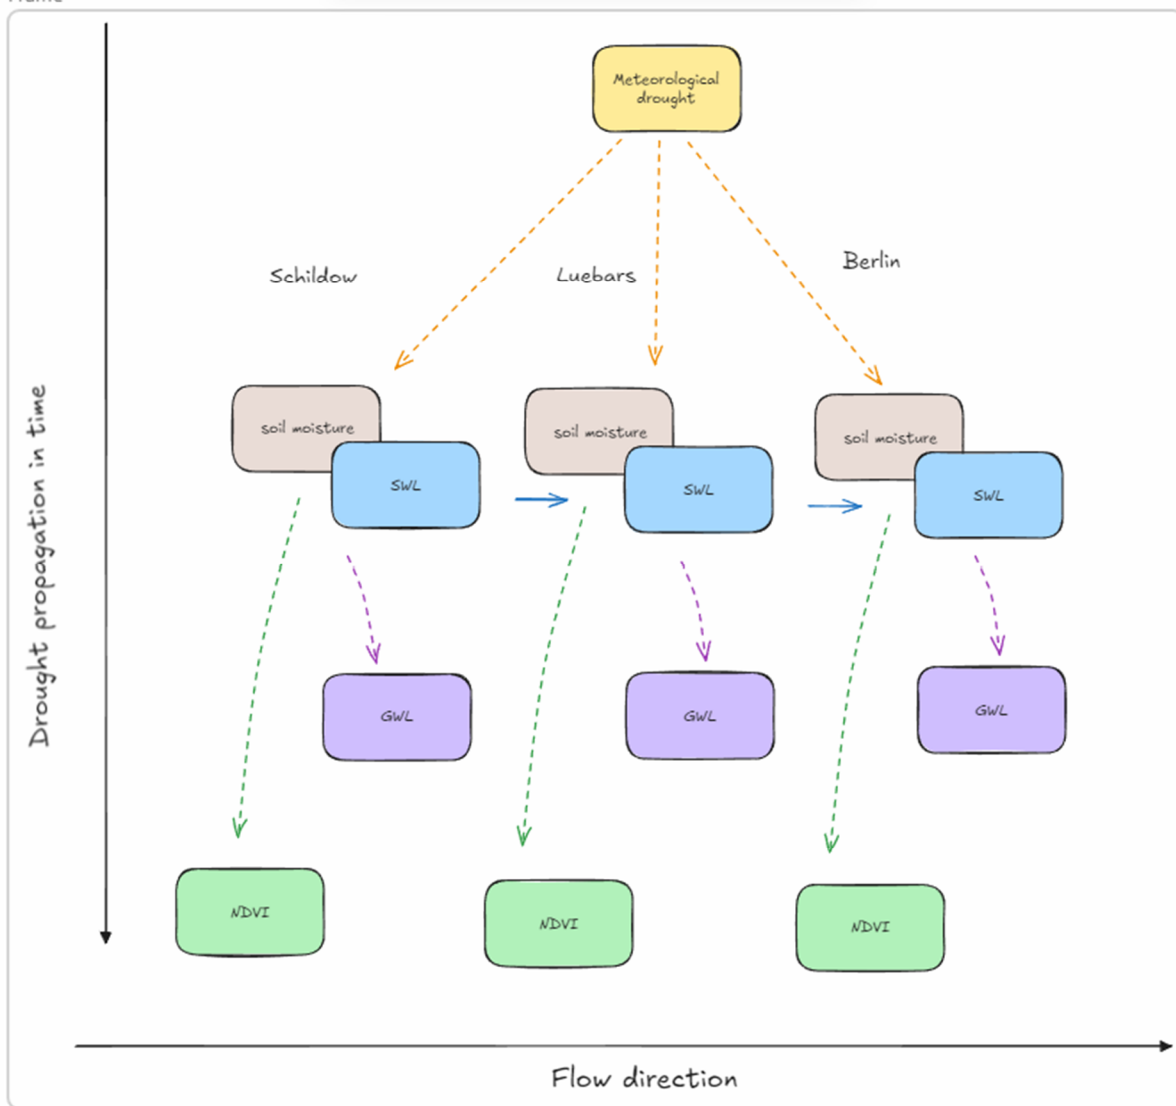 Meteorological
drought
Schildow
Luebars
Berlin
soil moisture
soil moisture
soil moisture
SWL
SWL
SWL
GWL
GWL
GWL
NDVI
NDVI
NDVI
Drought propagation in time
Flow direction